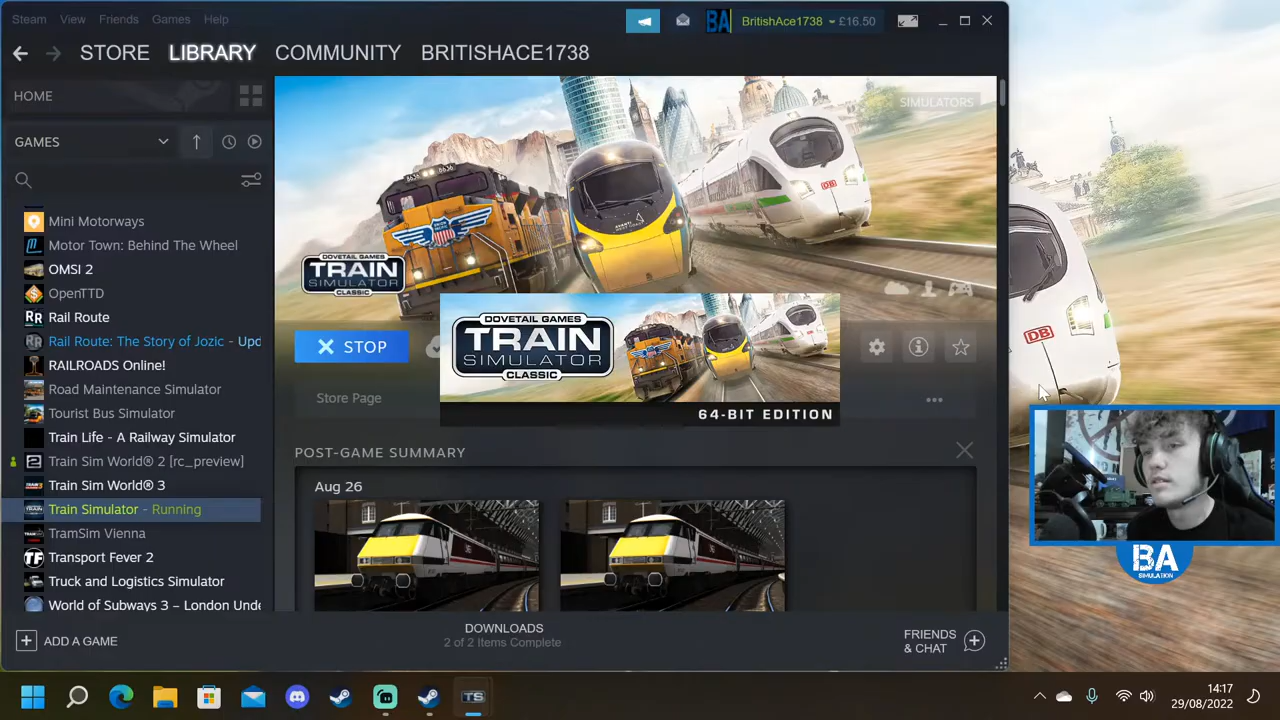 Steam View Friends Games Help
BA BritishAce1738 £16.50
STORE LIBRARY COMMUNITY BRITISHACE1738
HOME
GAMES
SIMULATORS
Mini Motorways
Motor Town: Behind The Wheel
OMSI 2
OpenTTD
Rail Route
Rail Route: The Story of Jozic - Upd
RAILROADS Online!
Road Maintenance Simulator
Tourist Bus Simulator
Train Life - A Railway Simulator
Train Sim World® 2 [rc_preview]
Train Sim World® 3
Train Simulator - Running
TramSim Vienna
Transport Fever 2
Truck and Logistics Simulator
World of Subways 3 – London Unde
8636
DB
DOVETAIL GAMES
TRAIN
SIMULATOR
CLASSIC
DOVETAIL GAMES
TRAIN
SIMULATOR
CLASSIC
64-BIT EDITION
STOP
Store Page
POST-GAME SUMMARY
Aug 26
ADD A GAME
DOWNLOADS
2 of 2 Items Complete
FRIENDS
& CHAT
DB
BA
SIMULATION
TS
14:17
29/08/2022